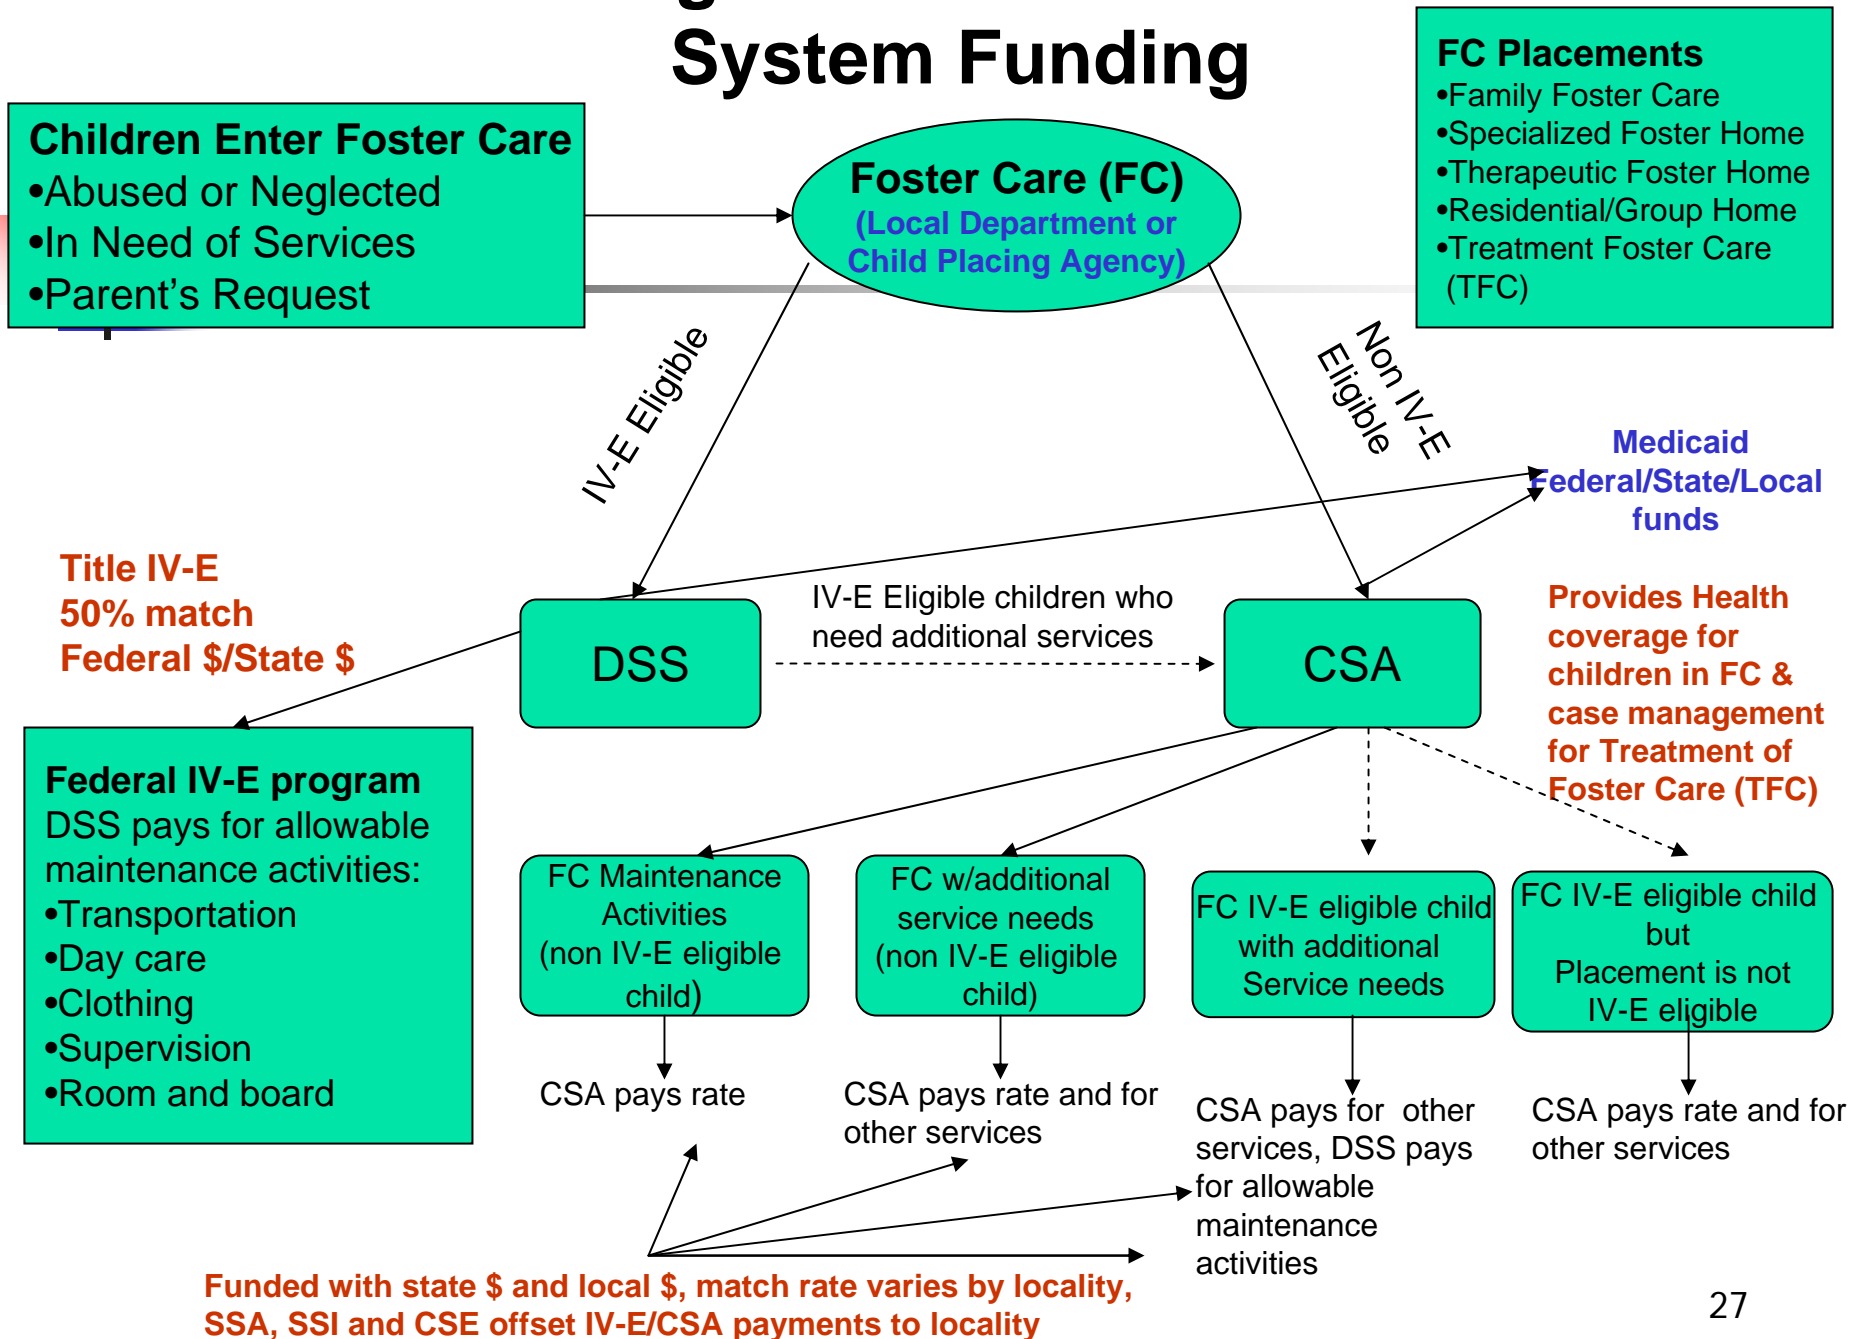 System Funding
FC Placements
•Family Foster Care
•Specialized Foster Home
•Therapeutic Foster Home
•Residential/Group Home
•Treatment Foster Care
(TFC)
Children Enter Foster Care
•Abused or Neglected
•In Need of Services
•Parent's Request
Foster Care (FC)
(Local Department or
Child Placing Agency)
IV-E Eligible
Non IV-E
Eligible
Medicaid
Federal/State/Local
funds
Title IV-E
50% match
Federal $/State $
DSS
IV-E Eligible children who
need additional services
CSA
Provides Health
coverage for
children in FC &
case management
for Treatment of
Foster Care (TFC)
Federal IV-E program
DSS pays for allowable
maintenance activities:
•Transportation
•Day care
•Clothing
•Supervision
•Room and board
FC Maintenance
Activities
(non IV-E eligible
child)
FC w/additional
service needs
(non IV-E eligible
child)
FC IV-E eligible child
with additional
Service needs
FC IV-E eligible child
but
Placement is not
IV-E eligible
CSA pays rate
CSA pays rate and for
other services
CSA pays for other
services, DSS pays
for allowable
maintenance
activities
CSA pays rate and for
other services
Funded with state $ and local $, match rate varies by locality,
SSA, SSI and CSE offset IV-E/CSA payments to locality
27